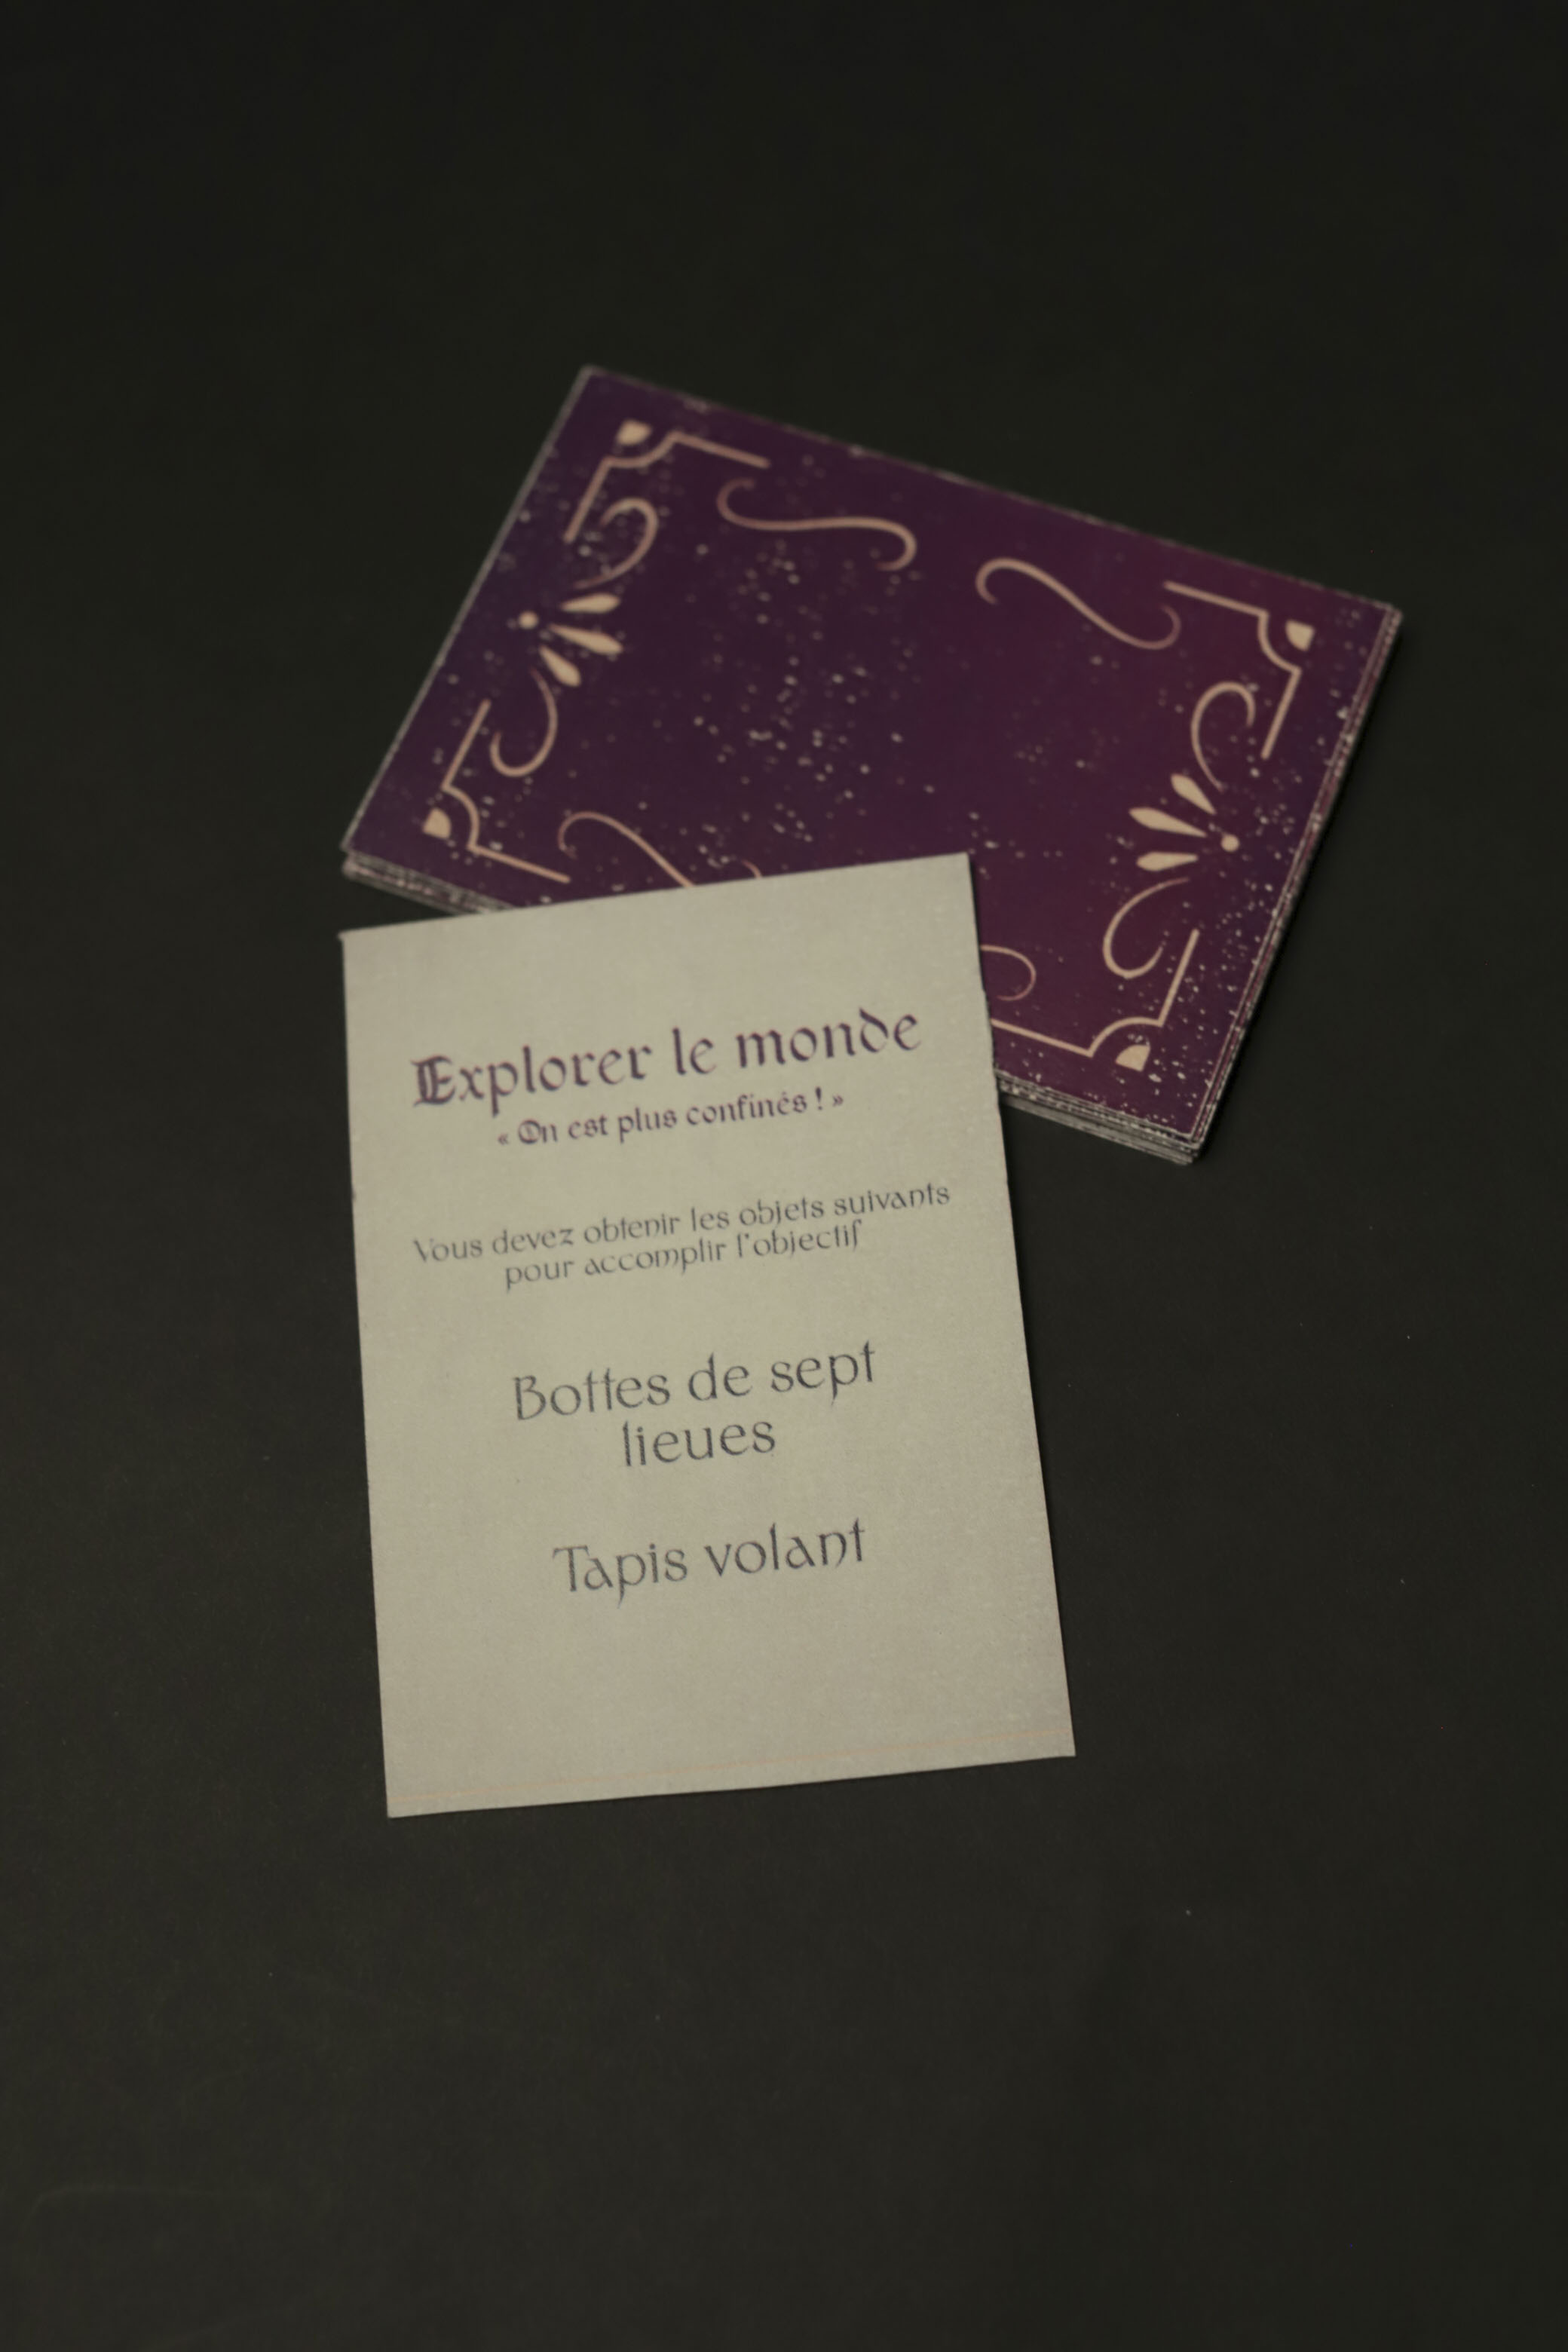 Explorer le monde
« On est plus confinés ! »
Vous devez obtenir les objets suivants
pour accomplir l'objectif
Bottes de sept
lieues
Tapis volant